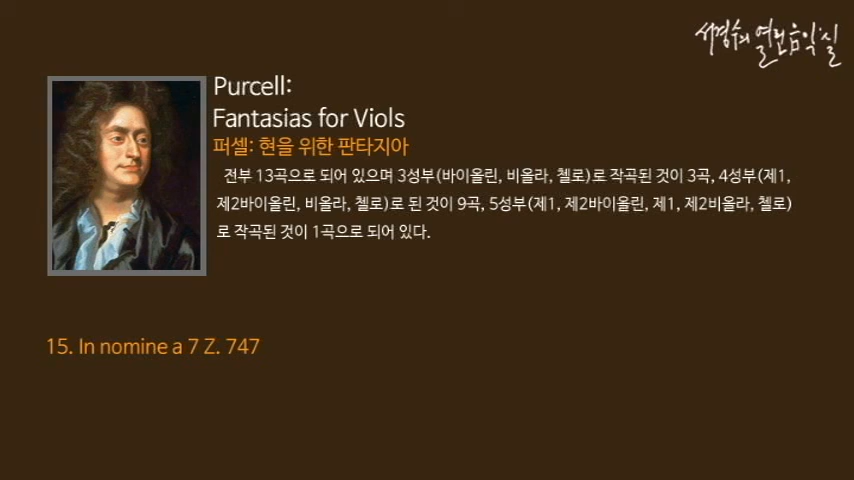 서경수의 열린음악실
Purcell:
Fantasias for Viols
퍼셀: 현을 위한 판타지아
전부 13곡으로 되어 있으며 3성부(바이올린, 비올라, 첼로)로 작곡된 것이 3곡, 4성부(제1,
제2바이올린, 비올라, 첼로)로 된 것이 9곡, 5성부(제1, 제2바이올린, 제1, 제2비올라, 첼로)
로 작곡된 것이 1곡으로 되어 있다.
15. In nomine a 7 Z. 747